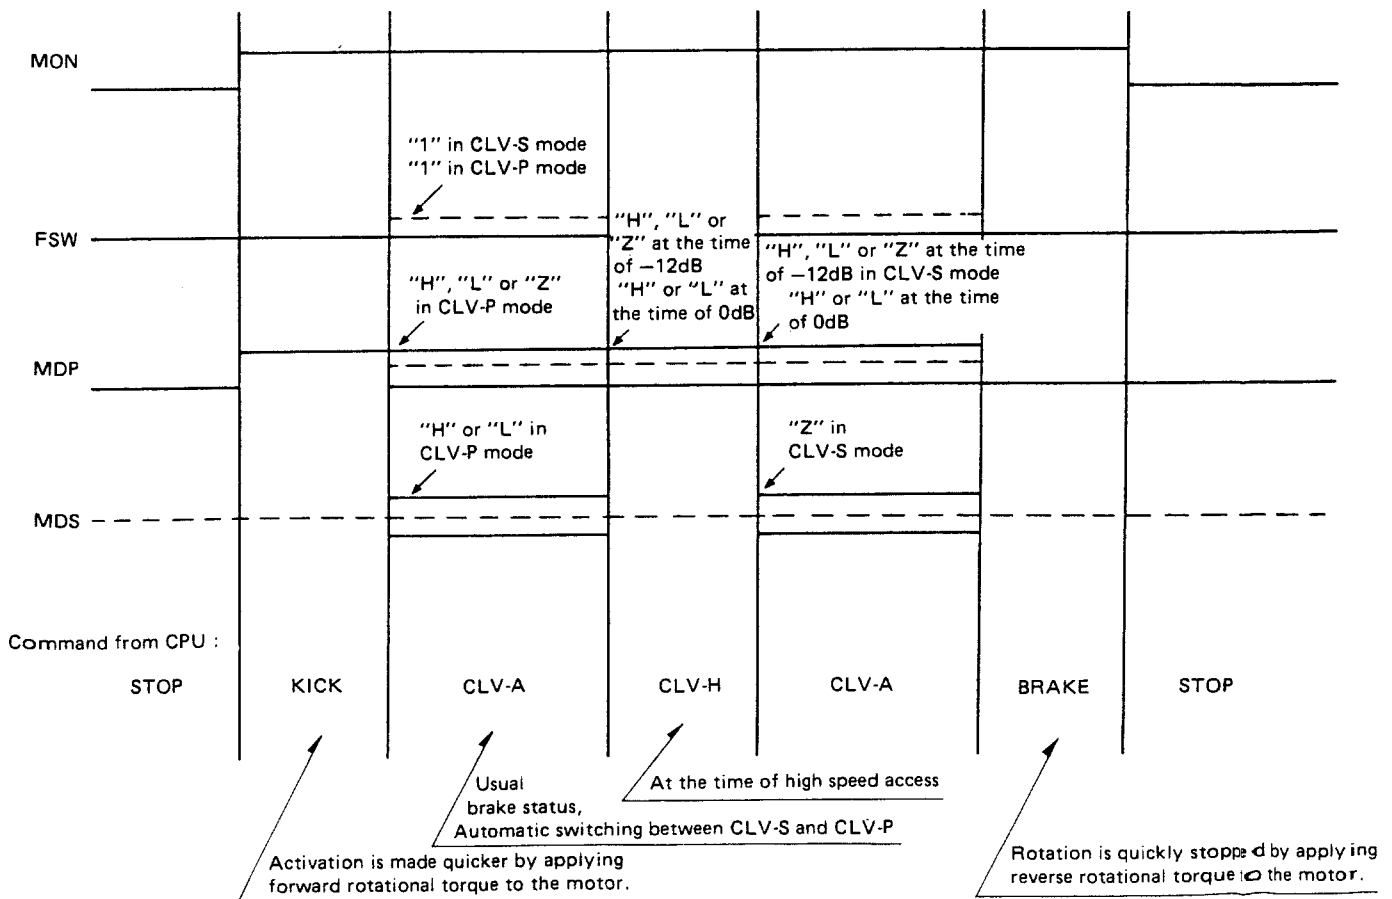 MON
"1" in CLV-S mode
"1" in CLV-P mode
FSW
"H", "L" or
"Z" at the time
of −12dB
"H" or "L" at
the time of 0dB
"H", "L" or "Z" at the time
of −12dB in CLV-S mode
"H" or "L" at the time
of 0dB
"H", "L" or "Z"
in CLV-P mode
MDP
"H" or "L" in
CLV-P mode
"Z" in
CLV-S mode
MDS
Command from CPU :
STOP KICK CLV-A CLV-H CLV-A BRAKE STOP
Usual
brake status,
Automatic switching between CLV-S and CLV-P
At the time of high speed access
Activation is made quicker by applying
forward rotational torque to the motor.
Rotation is quickly stopped by applying
reverse rotational torque to the motor.